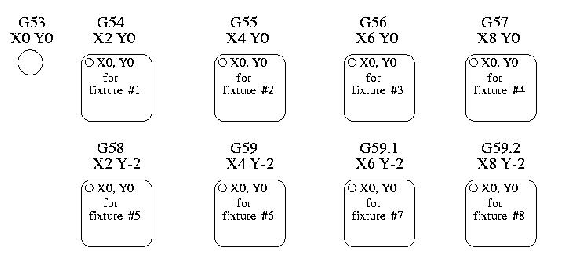 G53 G54 G55 G56 G57
X0 Y0 X2 Y0 X4 Y0 X6 Y0 X8 Y0
X0, Y0 X0, Y0 X0, Y0 X0, Y0
for for for for
fixture #1 fixture #2 fixture #3 fixture #4
G58 G59 G59.1 G59.2
X2 Y-2 X4 Y-2 X6 Y-2 X8 Y-2
X0, Y0 X0, Y0 X0, Y0 X0, Y0
for for for for
fixture #5 fixture #6 fixture #7 fixture #8